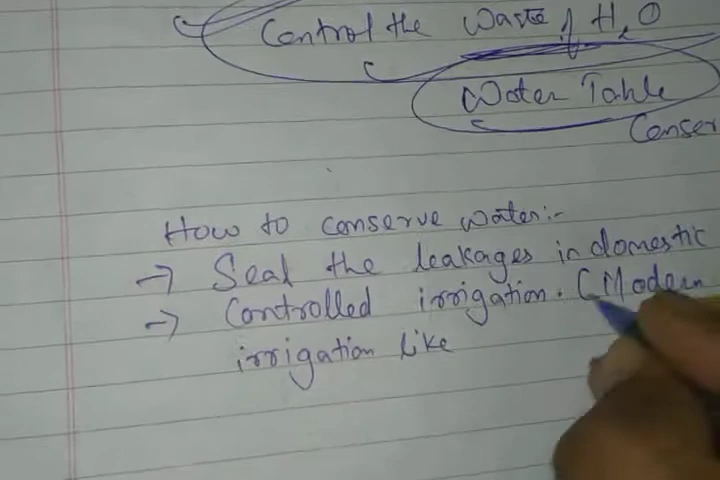 Control the Waste of H2O
Water Table
Conser
How to conserve water:-
→ Seal the leakages in domestic
→ Controlled irrigation. (Modern
irrigation like